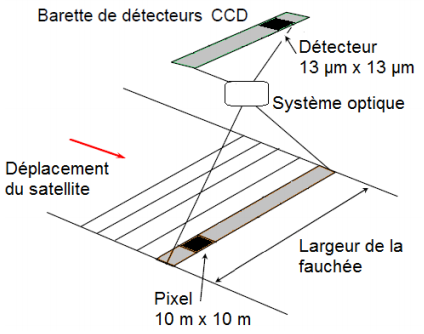 Barette de détecteurs CCD
Détecteur
13 µm x 13 µm
Système optique
Déplacement
du satellite
Largeur de la
fauchée
Pixel
10 m x 10 m